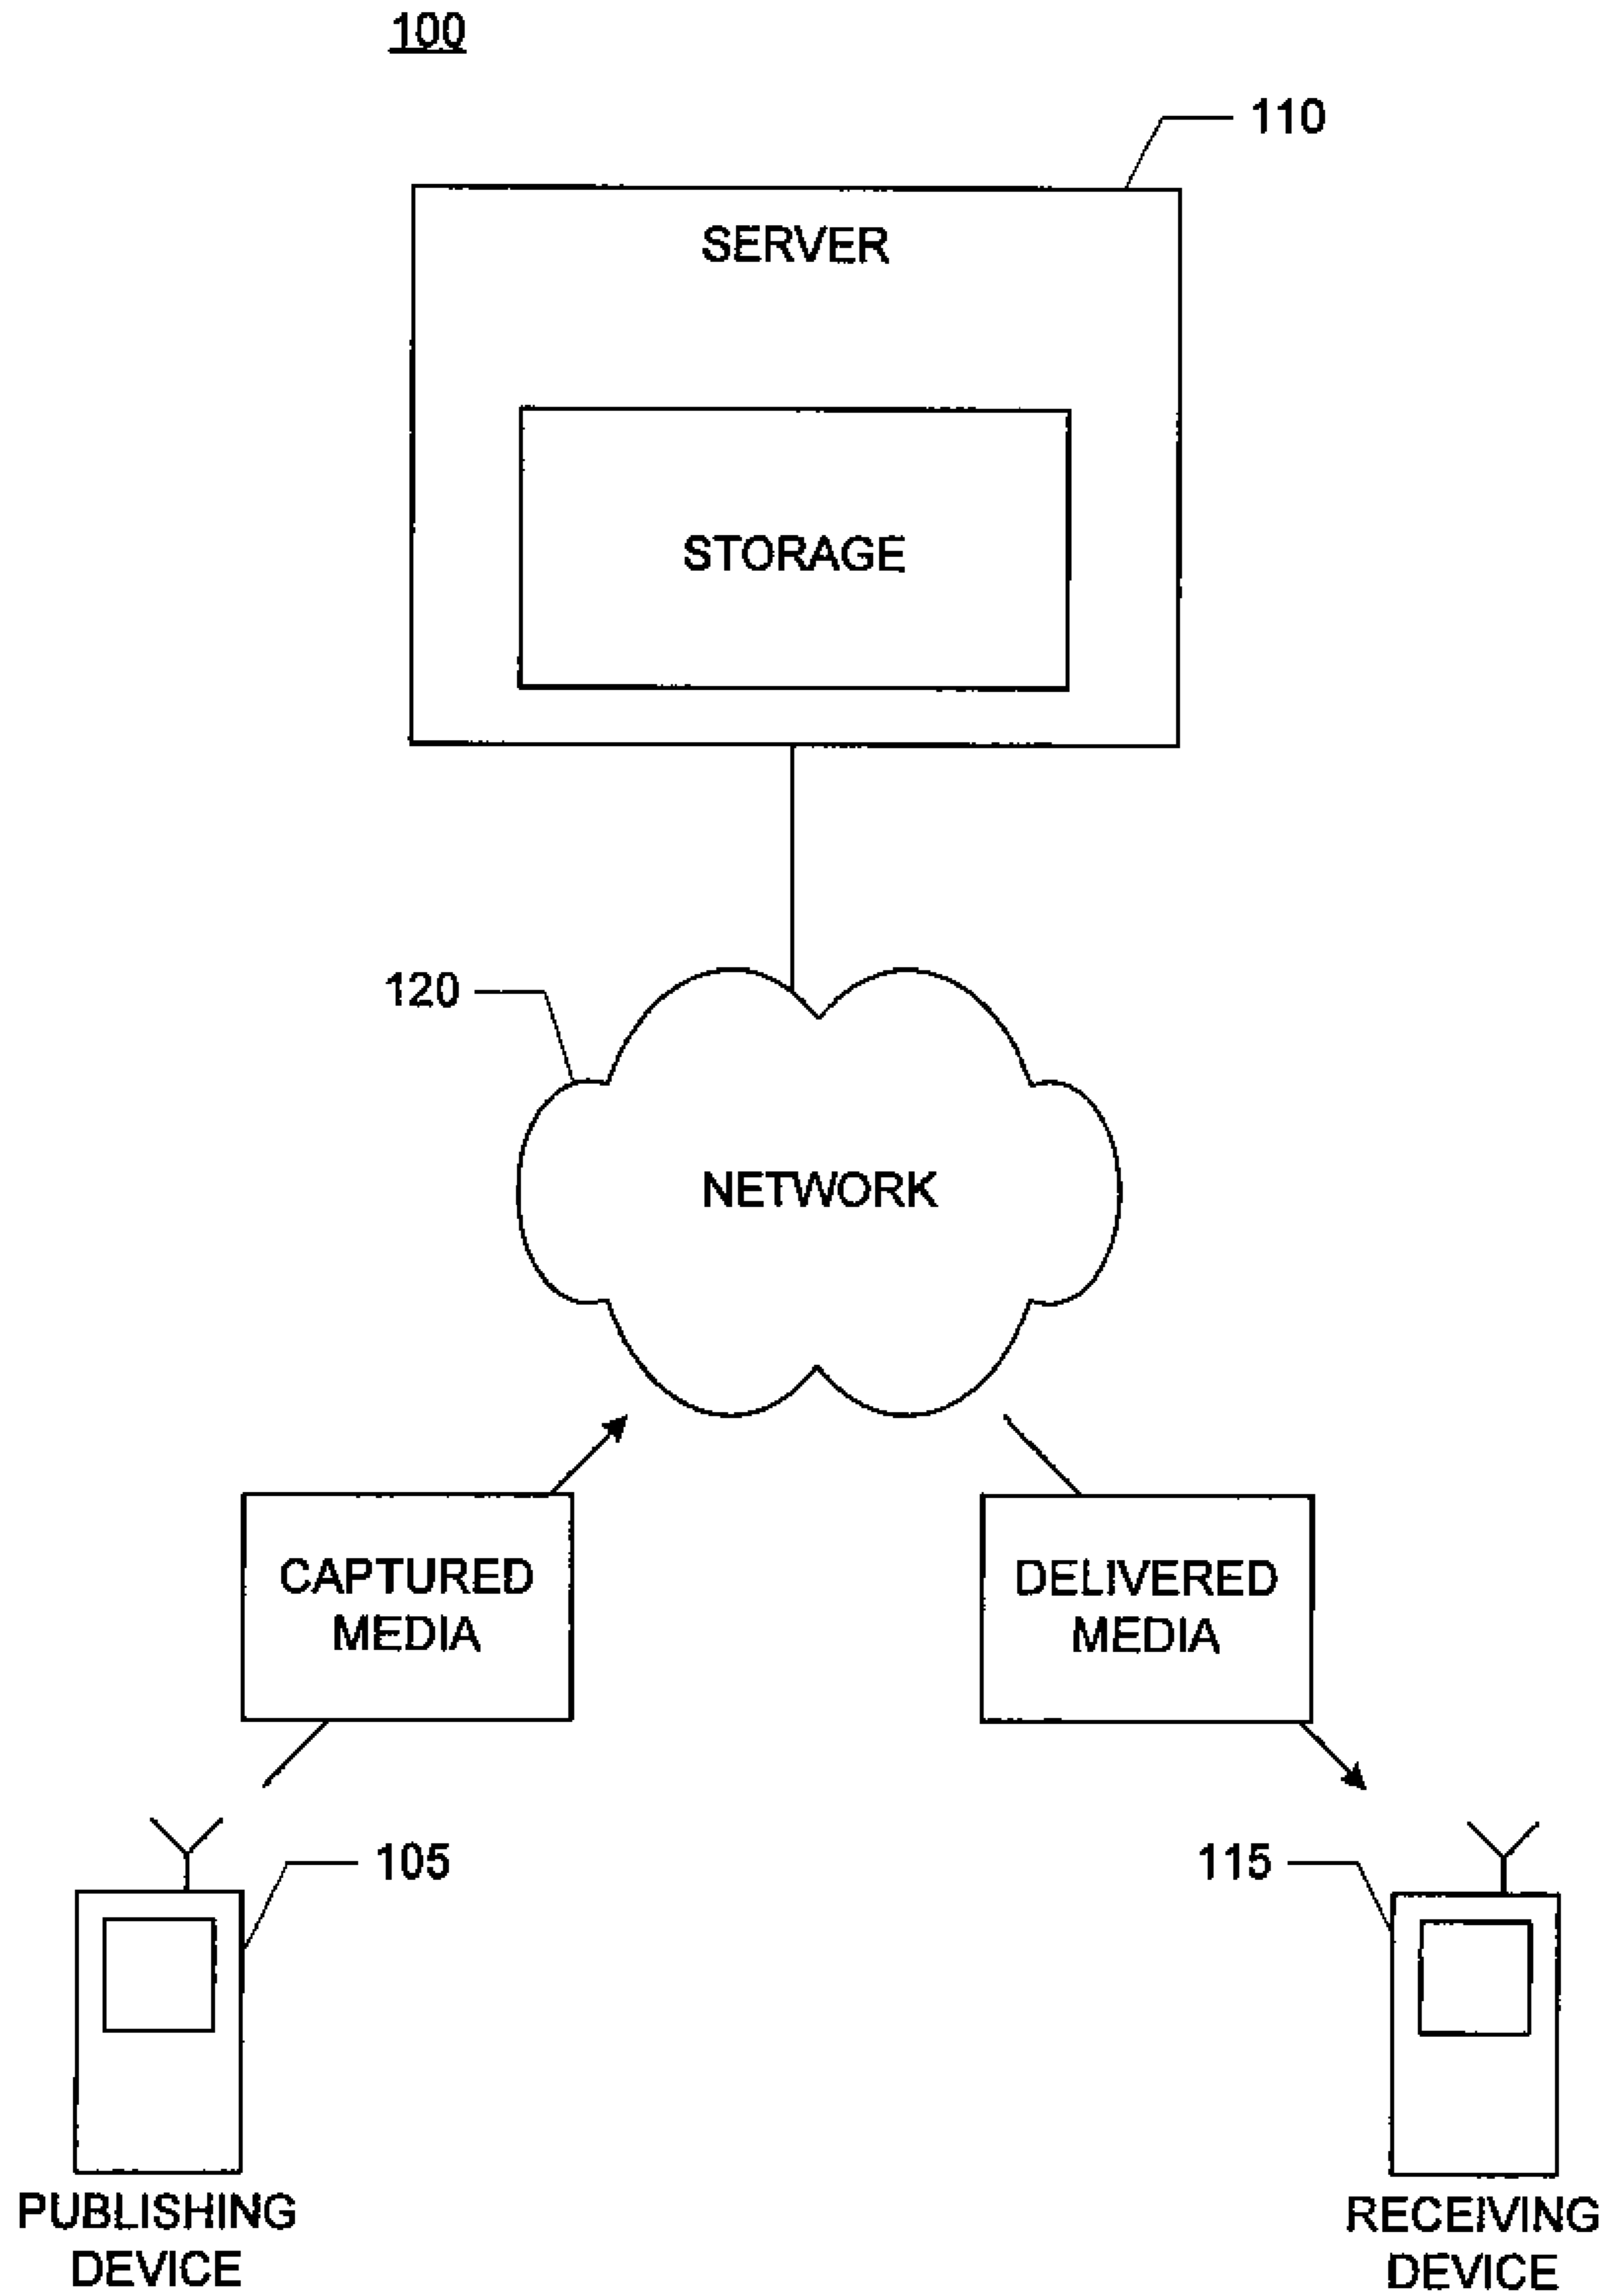 100
110
SERVER
STORAGE
120
NETWORK
CAPTURED
MEDIA
DELIVERED
MEDIA
105
115
PUBLISHING
DEVICE
RECEIVING
DEVICE